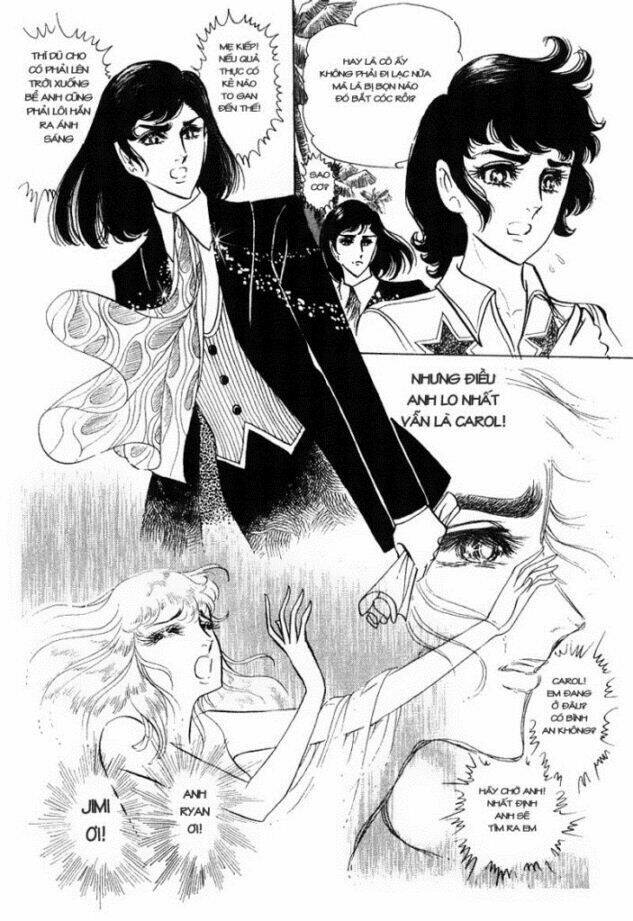 HAY LÀ CÔ ẤY
KHÔNG PHẢI ĐI LẠC NỮA
MÀ LÀ BỊ BỌN NÀO
ĐÓ BẮT CÓC RỒI?
SAO
CƠ?
MẸ KIẾP!
NẾU QUẢ
THỰC CÓ
KẺ NÀO
TO GAN
ĐẾN THẾ!
THÌ DÙ CHO
CÓ PHẢI LÊN
TRỜI XUỐNG
BỂ ANH CŨNG
PHẢI LÔI HẮN
RA ÁNH
SÁNG
NHƯNG ĐIỀU
ANH LO NHẤT
VẪN LÀ CAROL!
CAROL!
EM ĐANG
Ở ĐÂU?
CÓ BÌNH
AN KHÔNG?
HÃY CHỜ ANH!
NHẤT ĐỊNH
ANH SẼ
TÌM RA EM
ANH
RYAN
ƠI!
JIMI
ƠI!